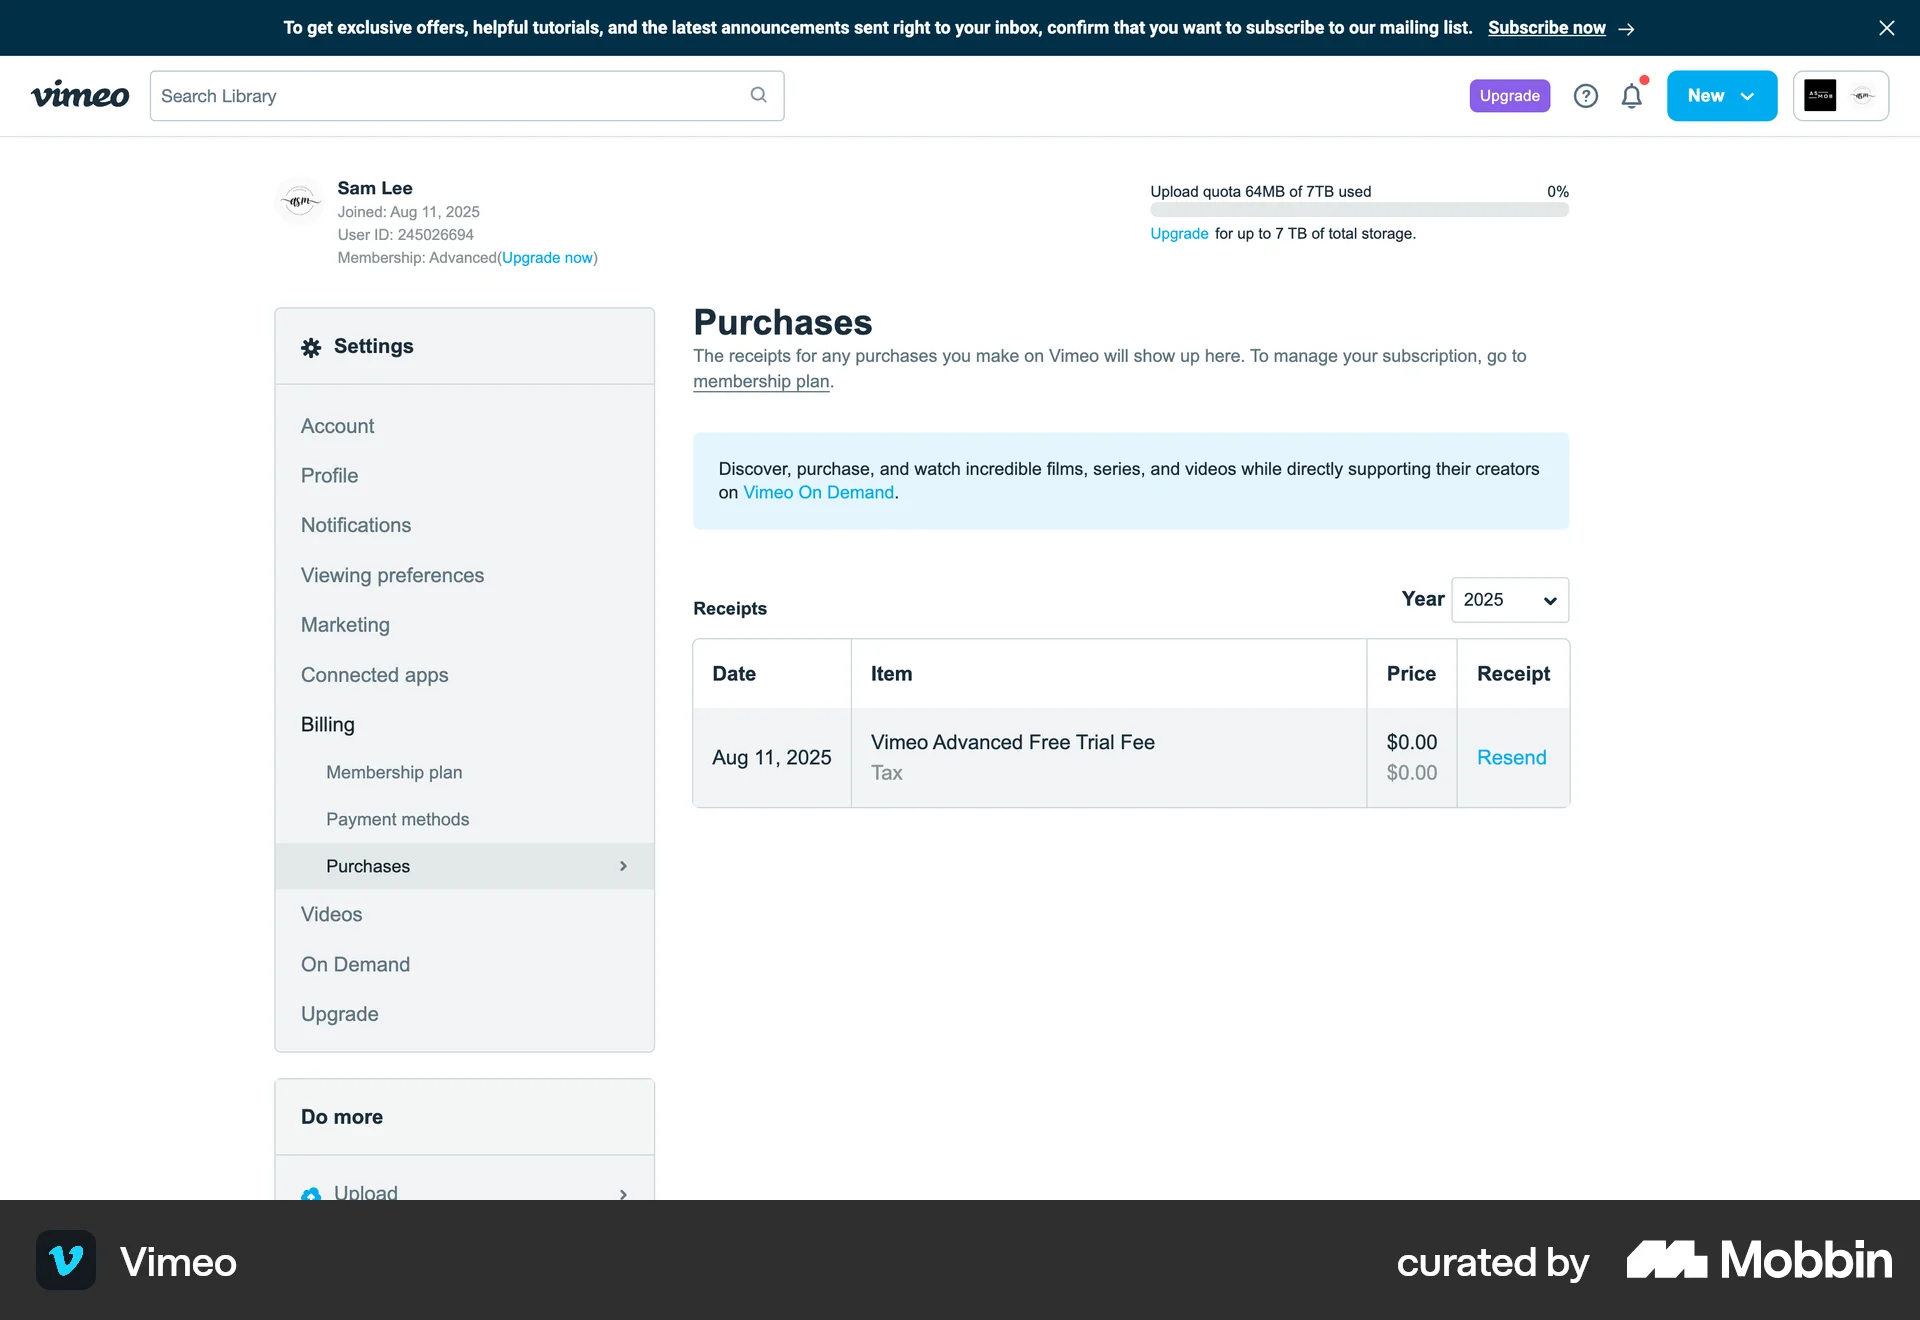 To get exclusive offers, helpful tutorials, and the latest announcements sent right to your inbox, confirm that you want to subscribe to our mailing list. Subscribe now →
vimeo
Search Library
Upgrade
New
AS MOB
asm
asm
Sam Lee
Joined: Aug 11, 2025
User ID: 245026694
Membership: Advanced(Upgrade now)
Upload quota 64MB of 7TB used 0%
Upgrade for up to 7 TB of total storage.
Settings
Account
Profile
Notifications
Viewing preferences
Marketing
Connected apps
Billing
Membership plan
Payment methods
Purchases
Videos
On Demand
Upgrade
Do more
Upload
Purchases
The receipts for any purchases you make on Vimeo will show up here. To manage your subscription, go to
membership plan.
Discover, purchase, and watch incredible films, series, and videos while directly supporting their creators
on Vimeo On Demand.
Receipts
Year 2025
Date Item Price Receipt
Aug 11, 2025 Vimeo Advanced Free Trial Fee $0.00 Resend
Tax $0.00
Vimeo
curated by Mobbin